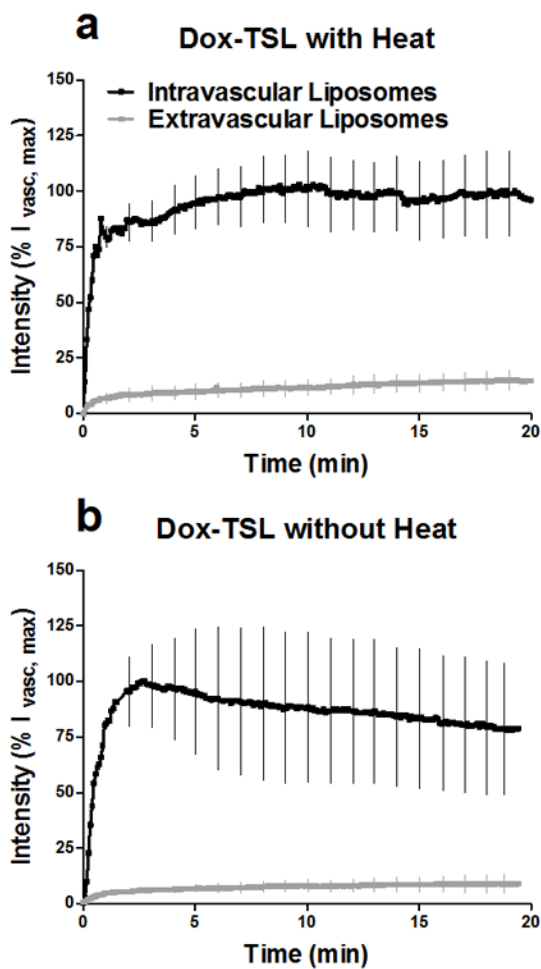 a
Dox-TSL with Heat
Intravascular Liposomes
Extravascular Liposomes
Intensity (% I vasc, max)
150
125
100
75
50
25
0
0 5 10 15 20
Time (min)
b
Dox-TSL without Heat
Intensity (% I vasc, max)
150
125
100
75
50
25
0
0 5 10 15 20
Time (min)